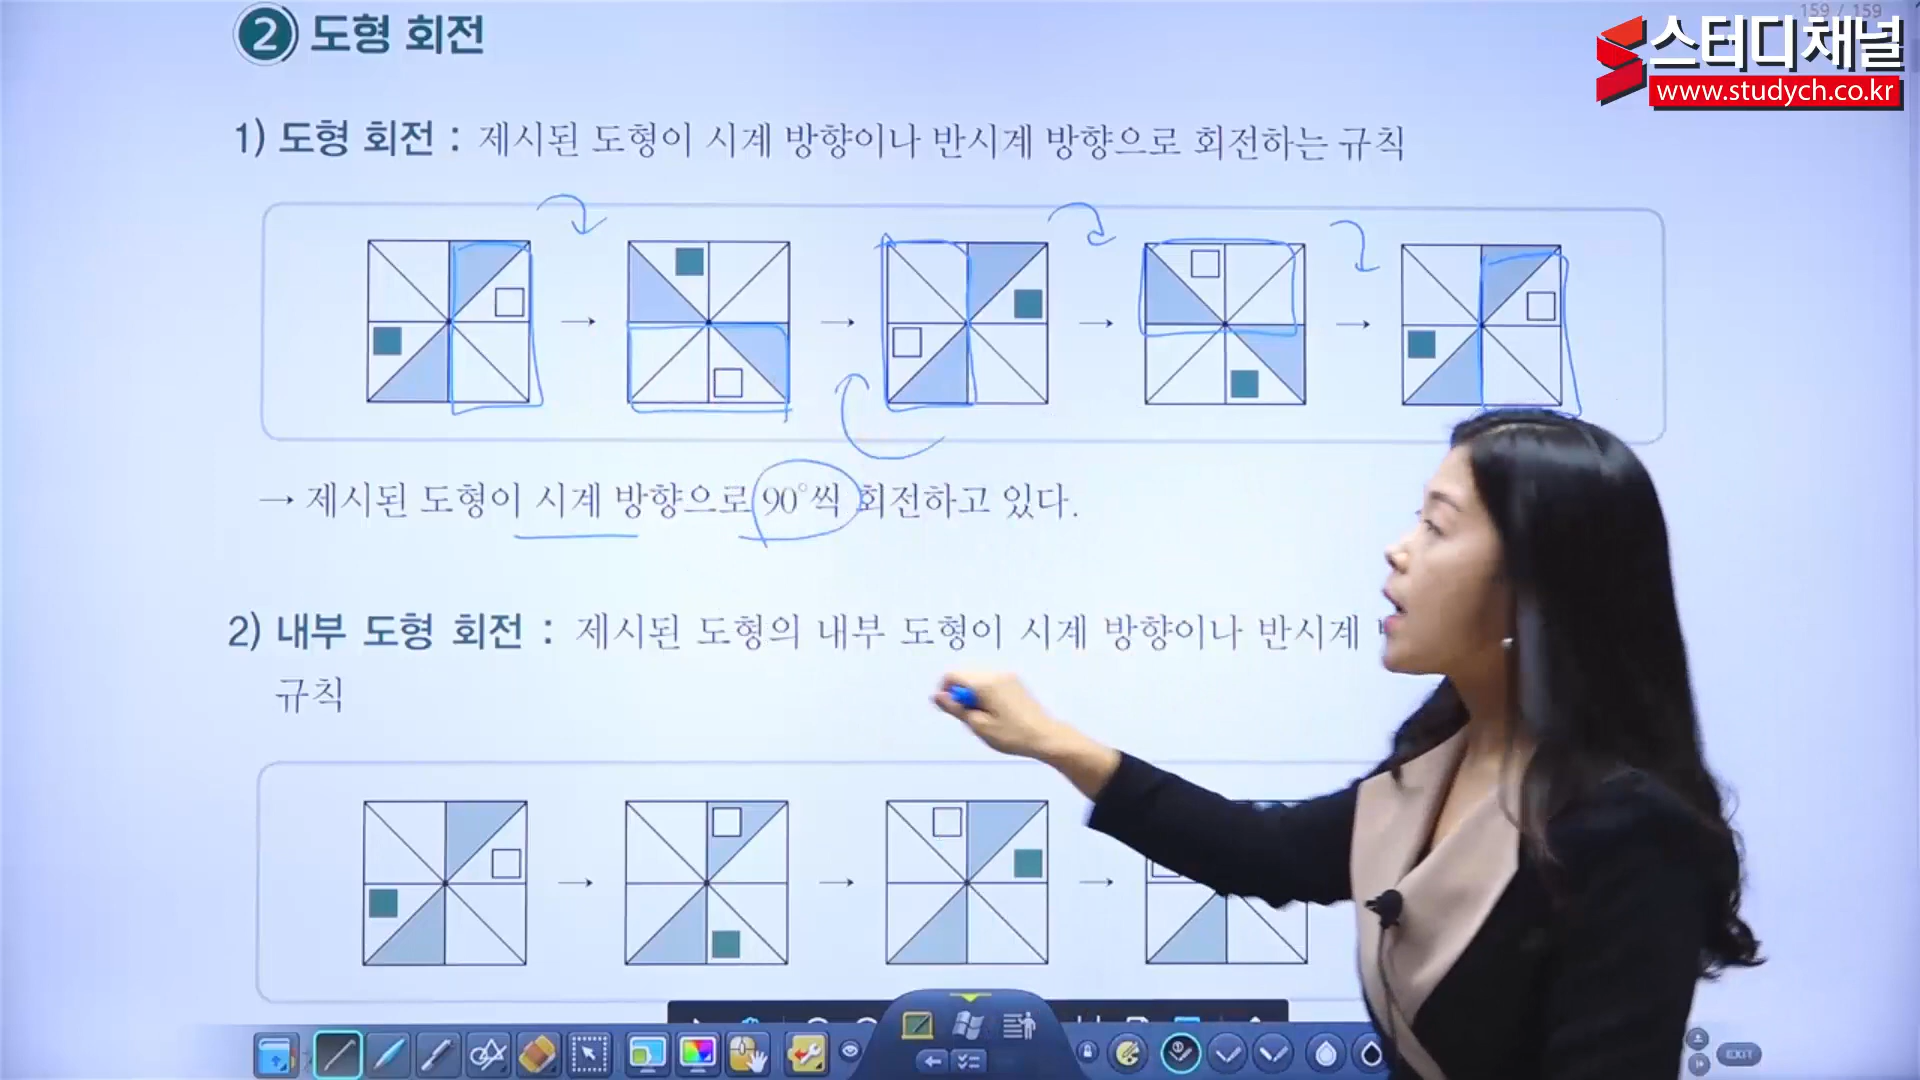 159 / 159
스터디채널
www.studych.co.kr
2 도형 회전
1) 도형 회전 : 제시된 도형이 시계 방향이나 반시계 방향으로 회전하는 규칙
→ 제시된 도형이 시계 방향으로 90°씩 회전하고 있다.
2) 내부 도형 회전 : 제시된 도형의 내부 도형이 시계 방향이나 반시계
규칙
EXIT